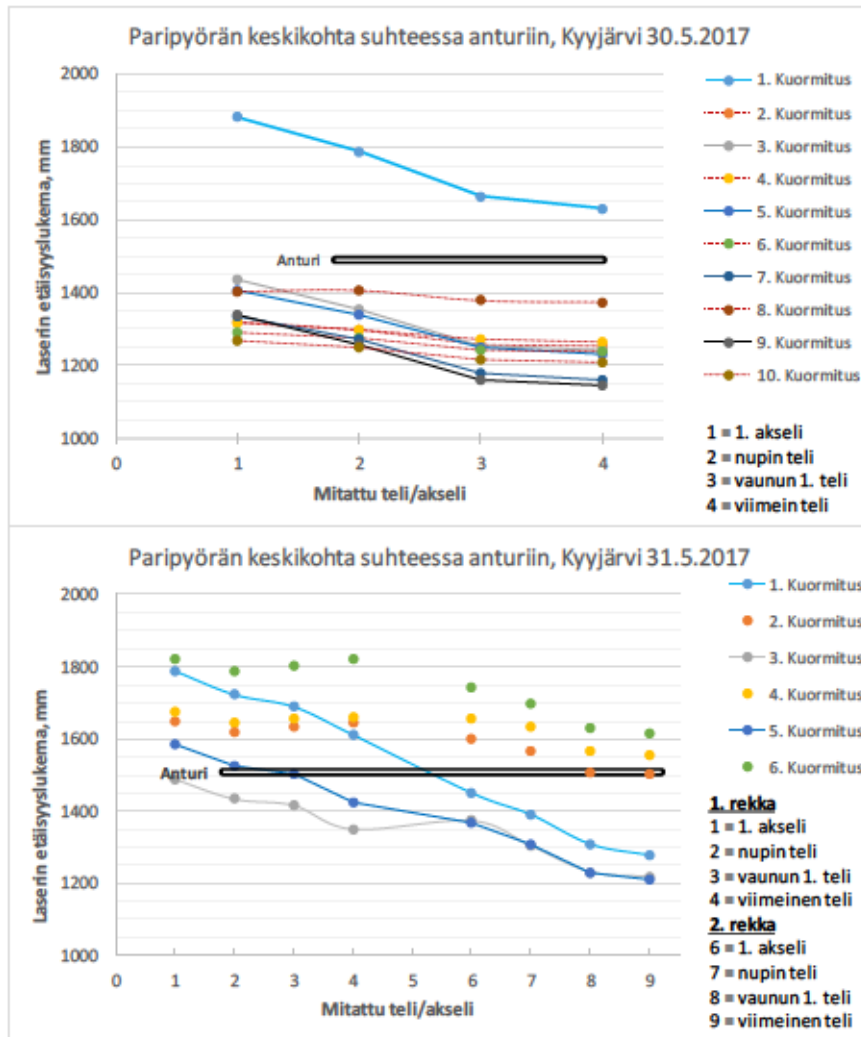 Paripyörän keskikohta suhteessa anturiin, Kyyjärvi 30.5.2017
Laserin etäisyyslukema, mm
2000
1800
1600
1400
1200
1000
Anturi
0 1 2 3 4
Mitattu teli/akseli
1. Kuormitus
2. Kuormitus
3. Kuormitus
4. Kuormitus
5. Kuormitus
6. Kuormitus
7. Kuormitus
8. Kuormitus
9. Kuormitus
10. Kuormitus
1 = 1. akseli
2 = nupin teli
3 = vaunun 1. teli
4 = viimein teli
Paripyörän keskikohta suhteessa anturiin, Kyyjärvi 31.5.2017
Laserin etäisyyslukema, mm
2000
1800
1600
1400
1200
1000
Anturi
0 1 2 3 4 5 6 7 8 9
Mitattu teli/akseli
1. Kuormitus
2. Kuormitus
3. Kuormitus
4. Kuormitus
5. Kuormitus
6. Kuormitus
1. rekka
1 = 1. akseli
2 = nupin teli
3 = vaunun 1. teli
4 = viimeinen teli
2. rekka
6 = 1. akseli
7 = nupin teli
8 = vaunun 1. teli
9 = viimeinen teli